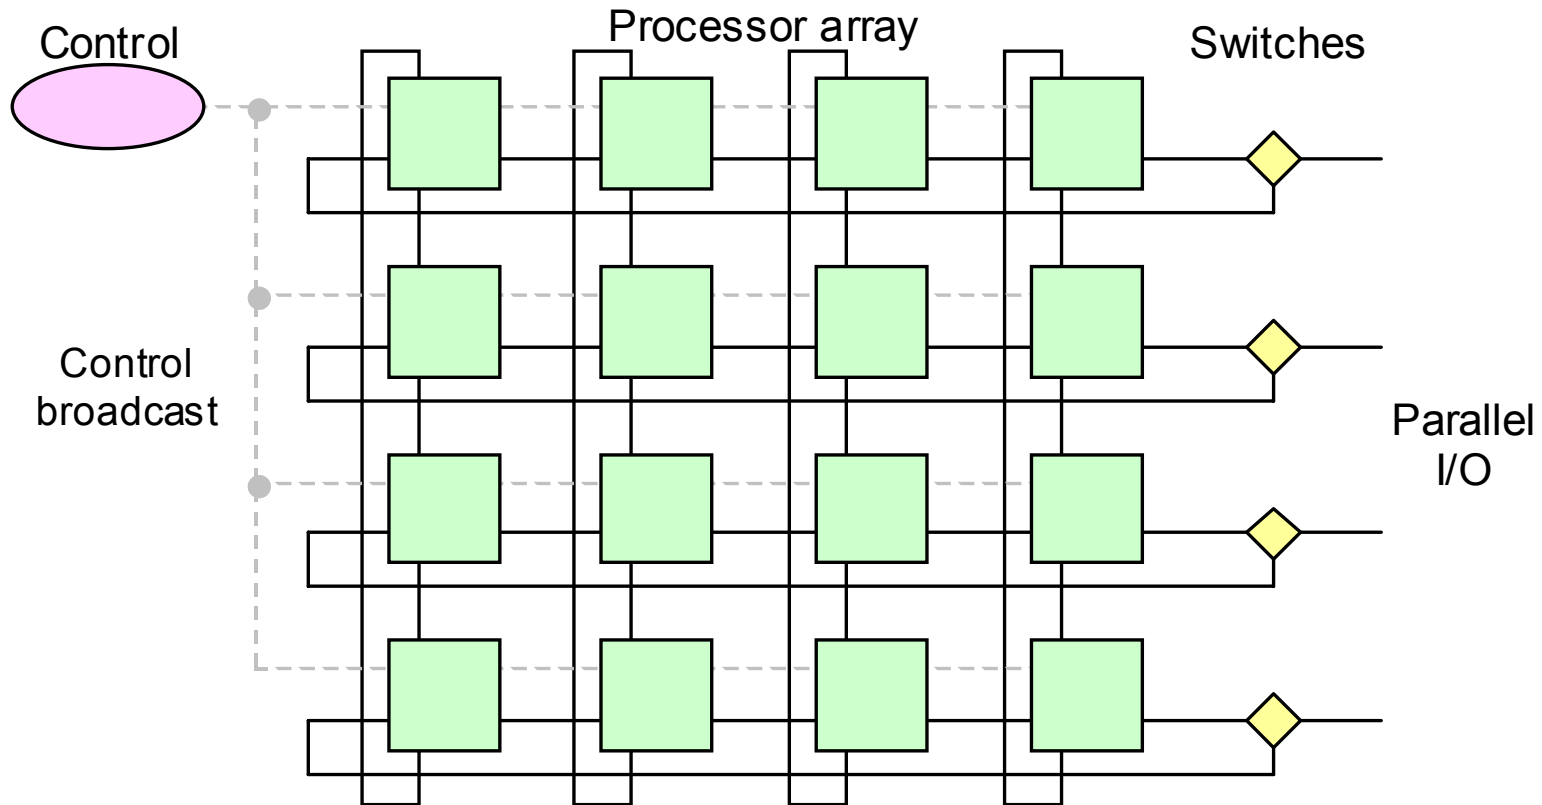 Control
Processor array
Switches
Control
broadcast
Parallel
I/O